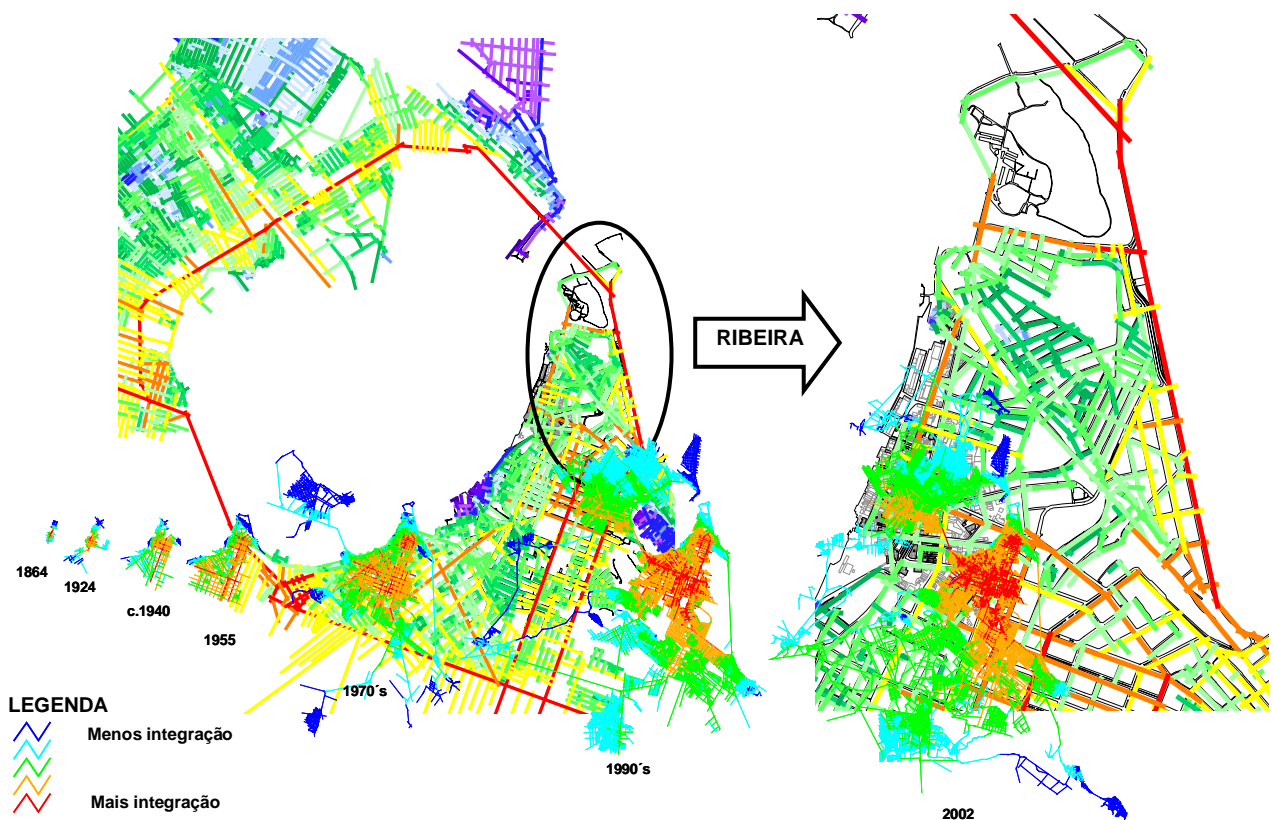 RIBEIRA
1864
1924
c.1940
1955
1970´s
1990´s
2002
LEGENDA
Menos integração
Mais integração